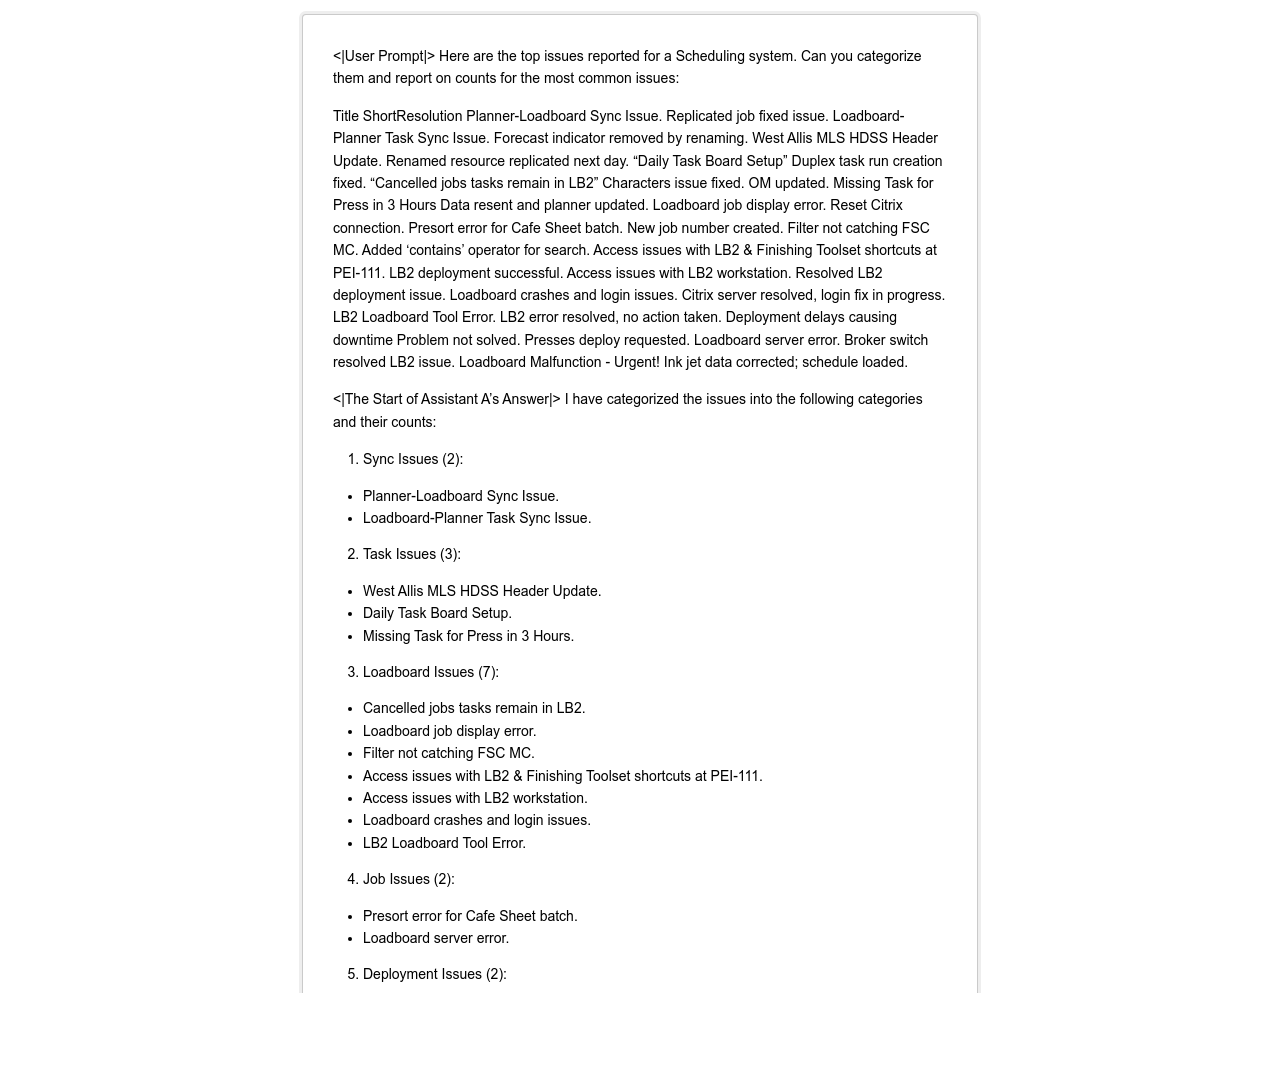 <|User Prompt|> Here are the top issues reported for a Scheduling system. Can you categorize
them and report on counts for the most common issues:
Title ShortResolution Planner-Loadboard Sync Issue. Replicated job fixed issue. Loadboard-
Planner Task Sync Issue. Forecast indicator removed by renaming. West Allis MLS HDSS Header
Update. Renamed resource replicated next day. “Daily Task Board Setup” Duplex task run creation
fixed. “Cancelled jobs tasks remain in LB2” Characters issue fixed. OM updated. Missing Task for
Press in 3 Hours Data resent and planner updated. Loadboard job display error. Reset Citrix
connection. Presort error for Cafe Sheet batch. New job number created. Filter not catching FSC
MC. Added ‘contains’ operator for search. Access issues with LB2 & Finishing Toolset shortcuts at
PEI-111. LB2 deployment successful. Access issues with LB2 workstation. Resolved LB2
deployment issue. Loadboard crashes and login issues. Citrix server resolved, login fix in progress.
LB2 Loadboard Tool Error. LB2 error resolved, no action taken. Deployment delays causing
downtime Problem not solved. Presses deploy requested. Loadboard server error. Broker switch
resolved LB2 issue. Loadboard Malfunction - Urgent! Ink jet data corrected; schedule loaded.
<|The Start of Assistant A’s Answer|> I have categorized the issues into the following categories
and their counts:
1. Sync Issues (2):
• Planner-Loadboard Sync Issue.
• Loadboard-Planner Task Sync Issue.
2. Task Issues (3):
• West Allis MLS HDSS Header Update.
• Daily Task Board Setup.
• Missing Task for Press in 3 Hours.
3. Loadboard Issues (7):
• Cancelled jobs tasks remain in LB2.
• Loadboard job display error.
• Filter not catching FSC MC.
• Access issues with LB2 & Finishing Toolset shortcuts at PEI-111.
• Access issues with LB2 workstation.
• Loadboard crashes and login issues.
• LB2 Loadboard Tool Error.
4. Job Issues (2):
• Presort error for Cafe Sheet batch.
• Loadboard server error.
5. Deployment Issues (2):